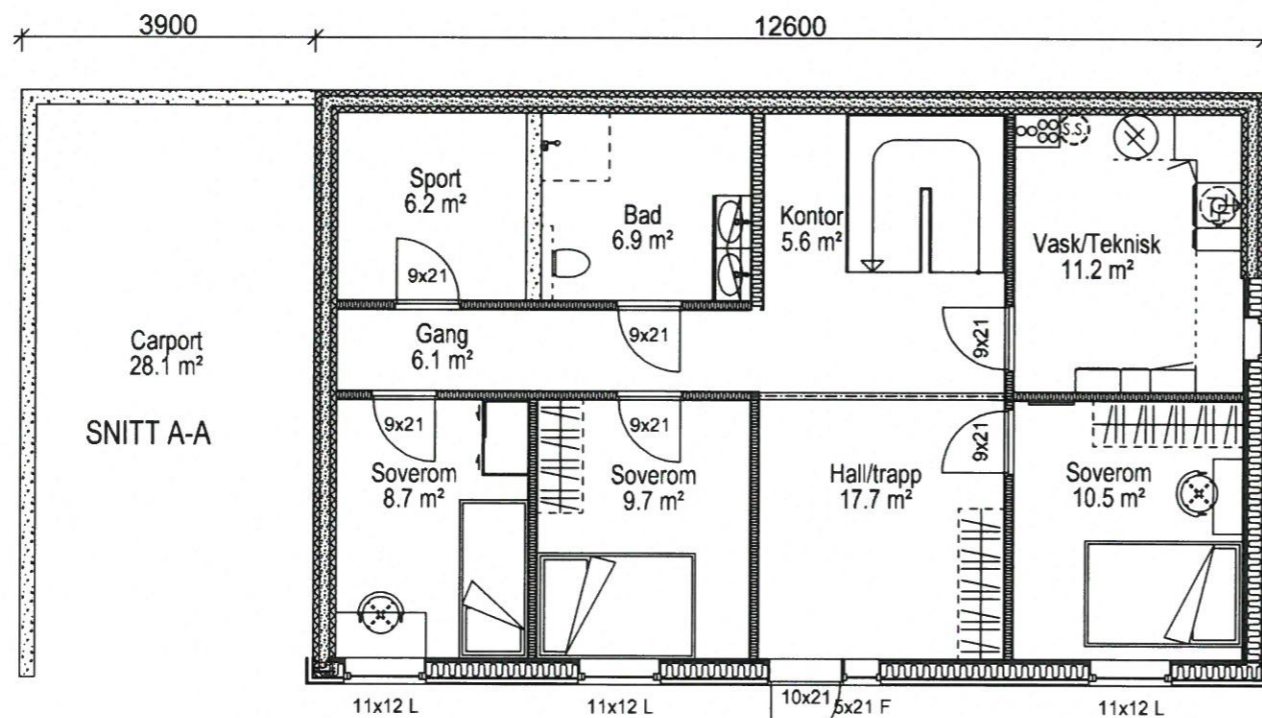 3900
12600
Sport
6.2 m²
Bad
6.9 m²
Kontor
5.6 m²
S.S.
Vask/Teknisk
11.2 m²
9x21
Gang
6.1 m²
9x21
9x21
Carport
28.1 m²
SNITT A-A
9x21
Soverom
8.7 m²
9x21
Soverom
9.7 m²
Hall/trapp
17.7 m²
9x21
Soverom
10.5 m²
11x12 L
11x12 L
10x21
5x21 F
11x12 L